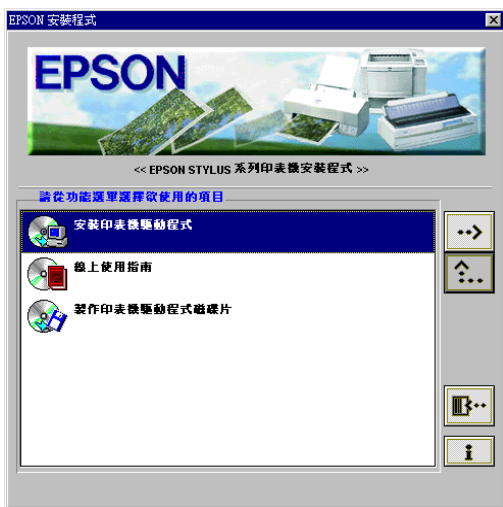 EPSON 安裝程式
EPSON
<< EPSON STYLUS 系列印表機安裝程式 >>
請從功能選單選擇欲使用的項目
安裝印表機驅動程式
線上使用指南
製作印表機驅動程式磁碟片